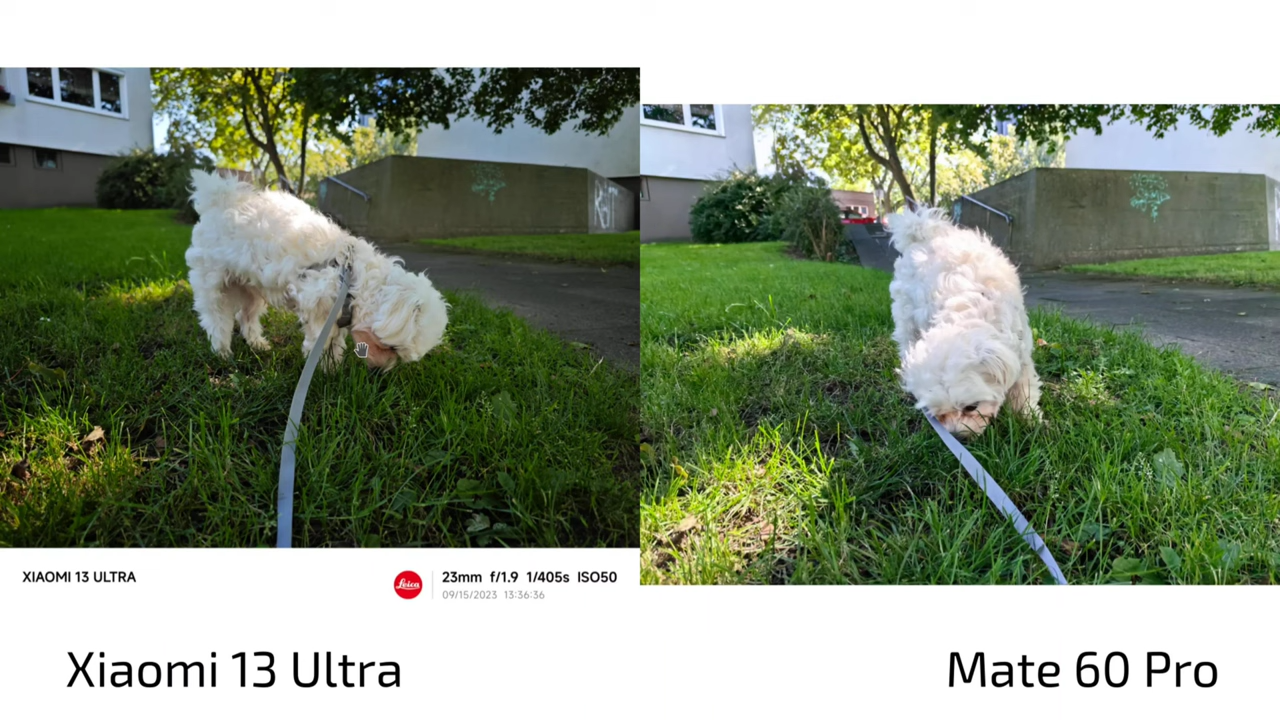 XIAOMI 13 ULTRA
Leica
23mm f/1.9 1/405s ISO50
09/15/2023 13:36:36
Xiaomi 13 Ultra
Mate 60 Pro